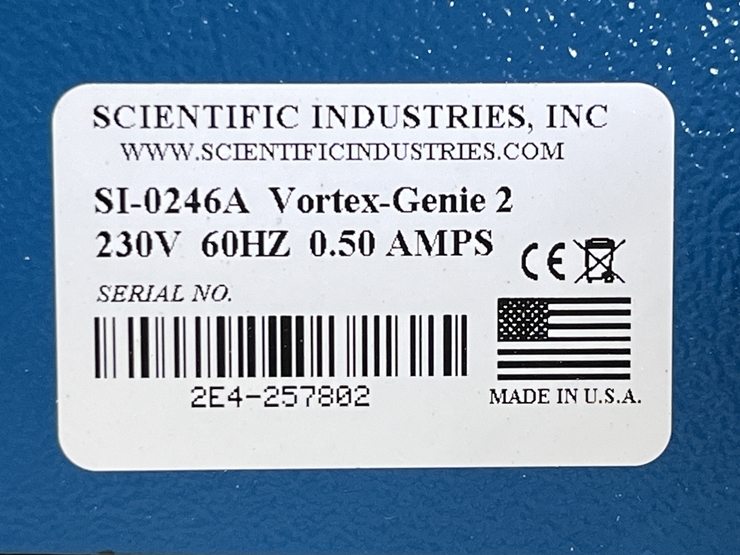 SCIENTIFIC INDUSTRIES, INC
WWW.SCIENTIFICINDUSTRIES.COM
SI-0246A Vortex-Genie 2
230V 60HZ 0.50 AMPS
CE
SERIAL NO.
2E4-257802
MADE IN U.S.A.